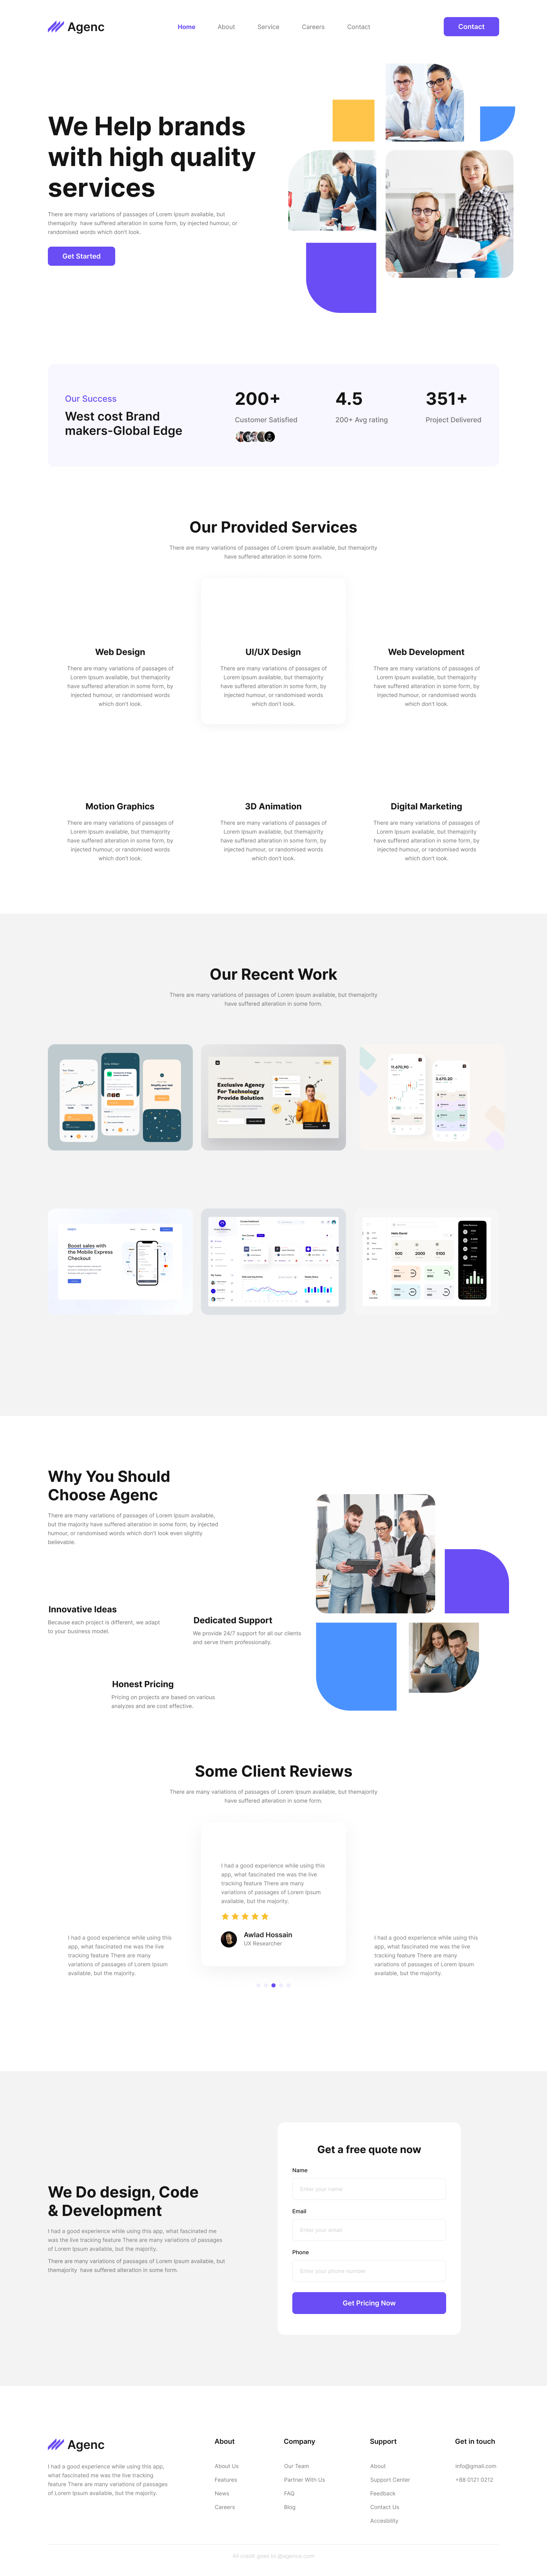 Agenc
Home About Service Careers Contact
Contact
We Help brands
with high quality
services
There are many variations of passages of Lorem Ipsum available, but
themajority have suffered alteration in some form, by injected humour, or
randomised words which don't look.
Get Started
Our Success
West cost Brand
makers-Global Edge
200+
Customer Satisfied
4.5
200+ Avg rating
351+
Project Delivered
Our Provided Services
There are many variations of passages of Lorem Ipsum available, but themajority
have suffered alteration in some form.
Web Design
There are many variations of passages of
Lorem Ipsum available, but themajority
have suffered alteration in some form, by
injected humour, or randomised words
which don't look.
UI/UX Design
There are many variations of passages of
Lorem Ipsum available, but themajority
have suffered alteration in some form, by
injected humour, or randomised words
which don't look.
Web Development
There are many variations of passages of
Lorem Ipsum available, but themajority
have suffered alteration in some form, by
injected humour, or randomised words
which don't look.
Motion Graphics
There are many variations of passages of
Lorem Ipsum available, but themajority
have suffered alteration in some form, by
injected humour, or randomised words
which don't look.
3D Animation
There are many variations of passages of
Lorem Ipsum available, but themajority
have suffered alteration in some form, by
injected humour, or randomised words
which don't look.
Digital Marketing
There are many variations of passages of
Lorem Ipsum available, but themajority
have suffered alteration in some form, by
injected humour, or randomised words
which don't look.
Our Recent Work
There are many variations of passages of Lorem Ipsum available, but themajority
have suffered alteration in some form.
Exclusive Agency
For Technology
Provide Solution
11,670,90
3,670.20
Boost sales with
the Mobile Express
Checkout
500
2000
5100
Why You Should
Choose Agenc
There are many variations of passages of Lorem Ipsum available,
but the majority have suffered alteration in some form, by injected
humour, or randomised words which don't look even slightly
believable.
Innovative Ideas
Because each project is different, we adapt
to your business model.
Dedicated Support
We provide 24/7 support for all our clients
and serve them professionally.
Honest Pricing
Pricing on projects are based on various
analyzes and are cost effective.
Some Client Reviews
There are many variations of passages of Lorem Ipsum available, but themajority
have suffered alteration in some form.
I had a good experience while using this
app, what fascinated me was the live
tracking feature There are many
variations of passages of Lorem Ipsum
available, but the majority.
Awlad Hossain
UX Researcher
I had a good experience while using this
app, what fascinated me was the live
tracking feature There are many
variations of passages of Lorem Ipsum
available, but the majority.
I had a good experience while using this
app, what fascinated me was the live
tracking feature There are many
variations of passages of Lorem Ipsum
available, but the majority.
We Do design, Code
& Development
I had a good experience while using this app, what fascinated me
was the live tracking feature There are many variations of passages
of Lorem Ipsum available, but the majority.
There are many variations of passages of Lorem Ipsum available, but
themajority have suffered alteration in some form.
Get a free quote now
Name
Enter your name
Email
Enter your email
Phone
Enter your phone number
Get Pricing Now
Agenc
I had a good experience while using this app,
what fascinated me was the live tracking
feature There are many variations of passages
of Lorem Ipsum available, but the majority.
About
About Us
Features
News
Careers
Company
Our Team
Partner With Us
FAQ
Blog
Support
About
Support Center
Feedback
Contact Us
Accesbility
Get in touch
info@gmail.com
+88 0121 0212
All credit goes to @agence.com